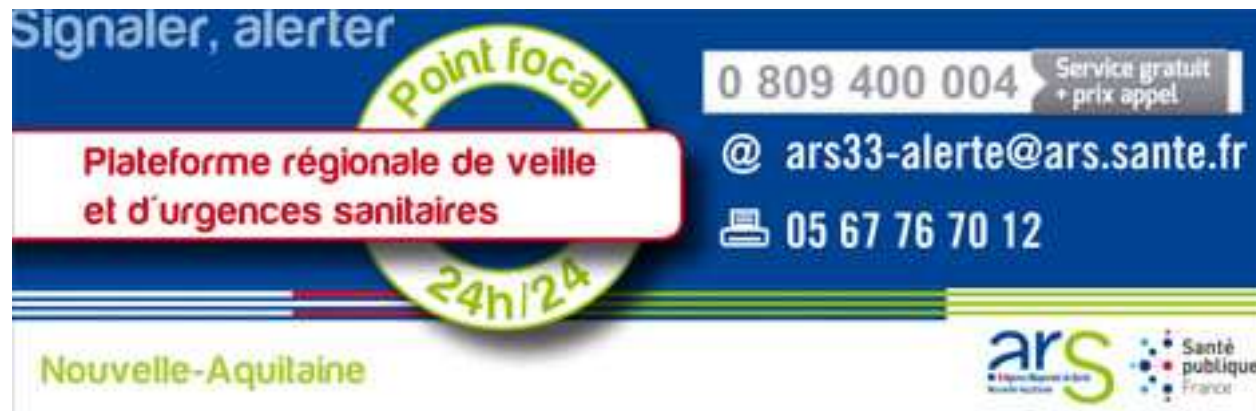 Signaler, alerter
Point focal
24h/24
Plateforme régionale de veille
et d´urgences sanitaires
0 809 400 004
Service gratuit
+ prix appel
@ ars33-alerte@ars.sante.fr
05 67 76 70 12
Nouvelle-Aquitaine
ars
Santé
publique
France